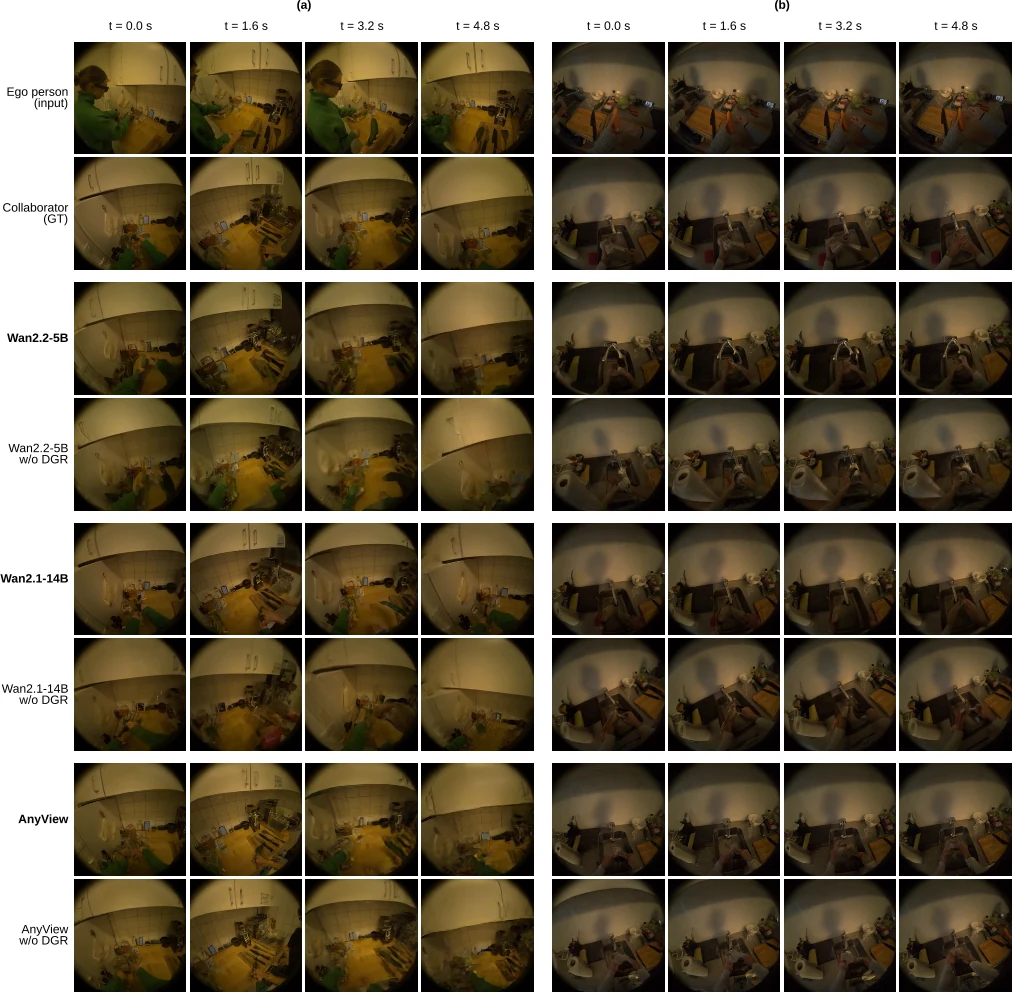 (a)
(b)
t = 0.0 s
t = 1.6 s
t = 3.2 s
t = 4.8 s
t = 0.0 s
t = 1.6 s
t = 3.2 s
t = 4.8 s
Ego person
(input)
Collaborator
(GT)
Wan2.2-5B
Wan2.2-5B
w/o DGR
Wan2.1-14B
Wan2.1-14B
w/o DGR
AnyView
AnyView
w/o DGR